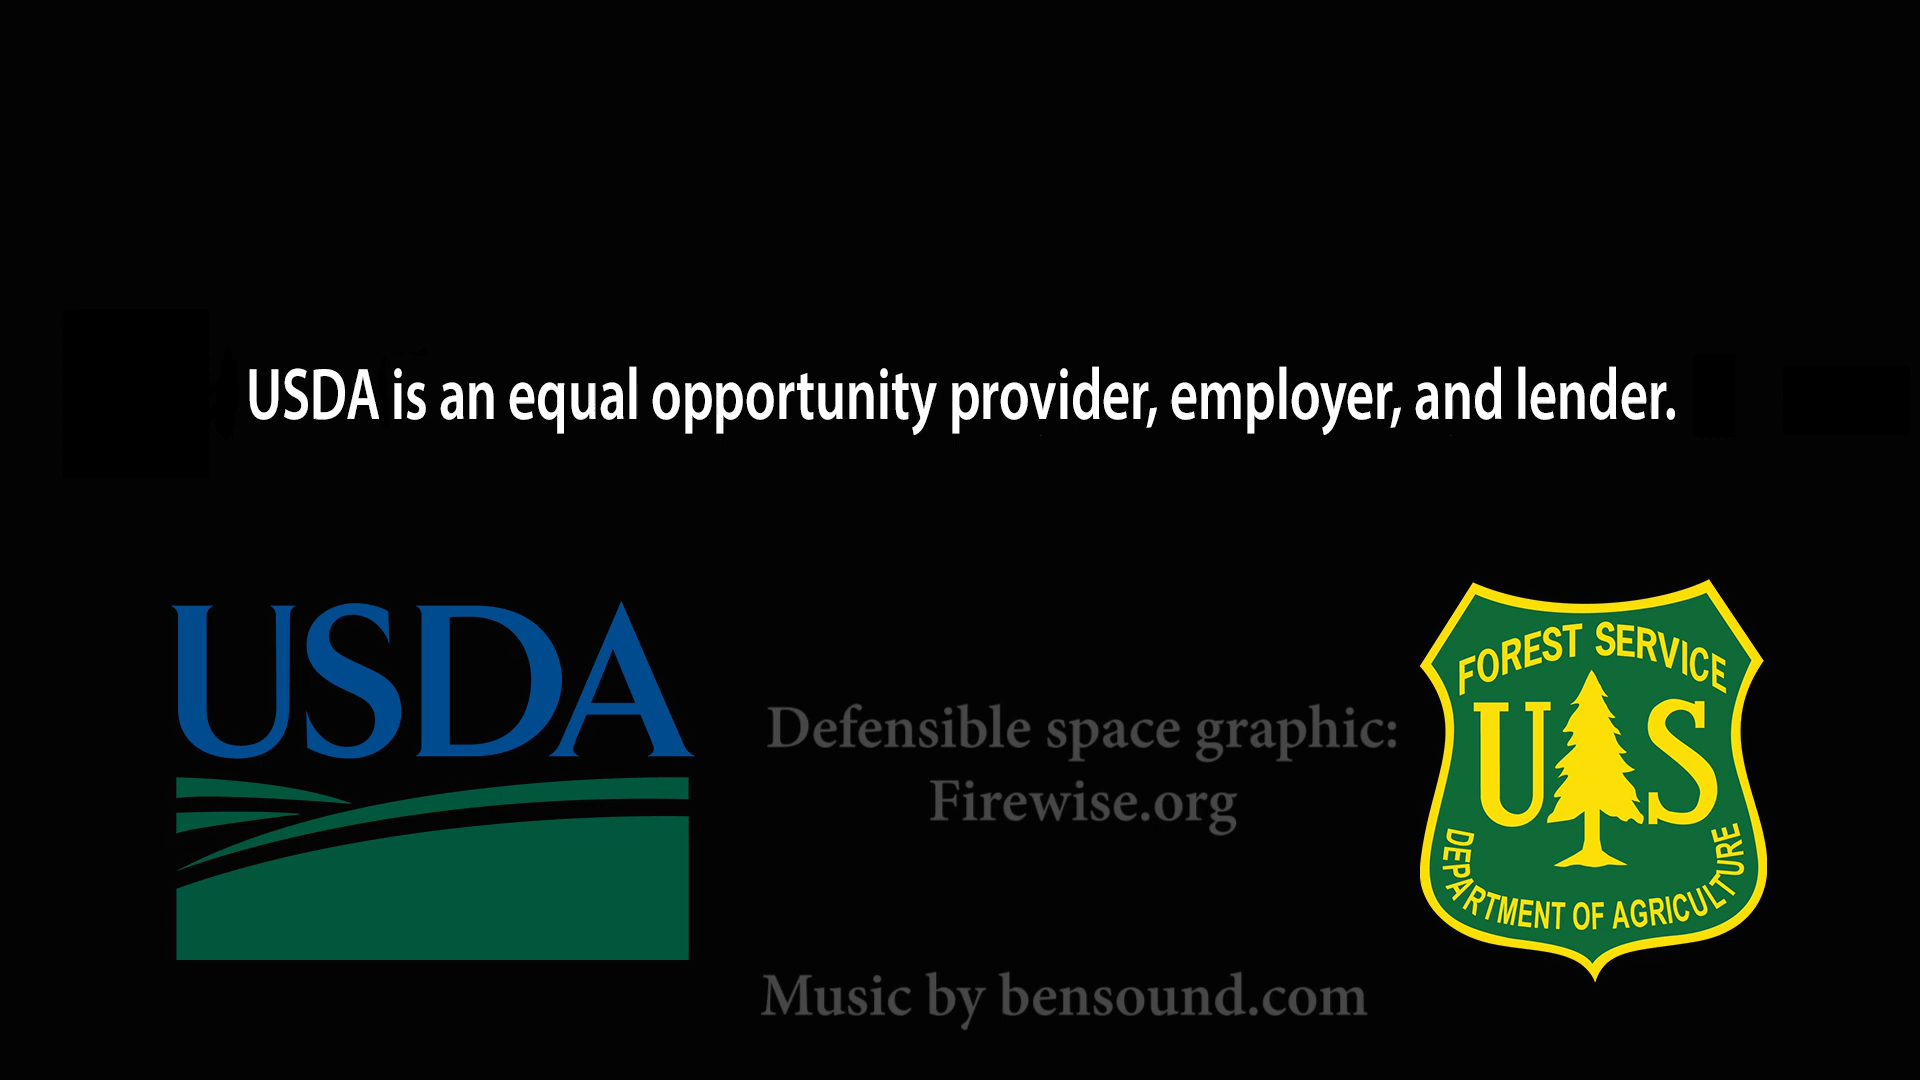 USDA is an equal opportunity provider, employer, and lender.
USDA
Defensible space graphic:
Firewise.org
Music by bensound.com
FOREST SERVICE
U S
DEPARTMENT OF AGRICULTURE